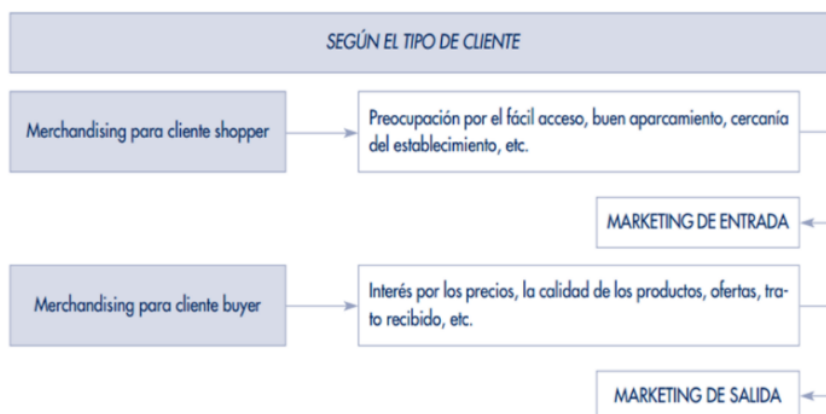 SEGÚN EL TIPO DE CLIENTE
Merchandising para cliente shopper
Preocupación por el fácil acceso, buen aparcamiento, cercanía
del establecimiento, etc.
MARKETING DE ENTRADA
Merchandising para cliente buyer
Interés por los precios, la calidad de los productos, ofertas, tra-
to recibido, etc.
MARKETING DE SALIDA